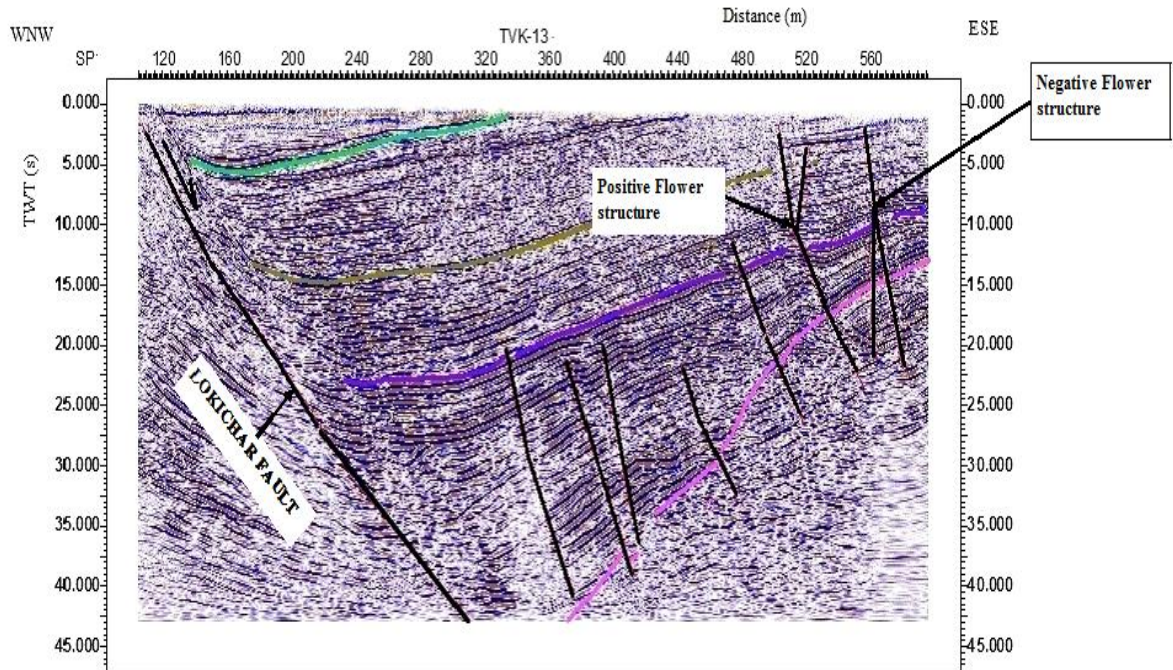 Distance (m)
WNW
TVK-13
ESE
SP
120 160 200 240 280 320 360 400 440 480 520 560
Negative Flower
structure
0.000 0.000
5.000 5.000
TWT (s)
Positive Flower
structure
10.000 10.000
15.000 15.000
20.000 20.000
LOKICHAR FAULT
25.000 25.000
30.000 30.000
35.000 35.000
40.000 40.000
45.000 45.000